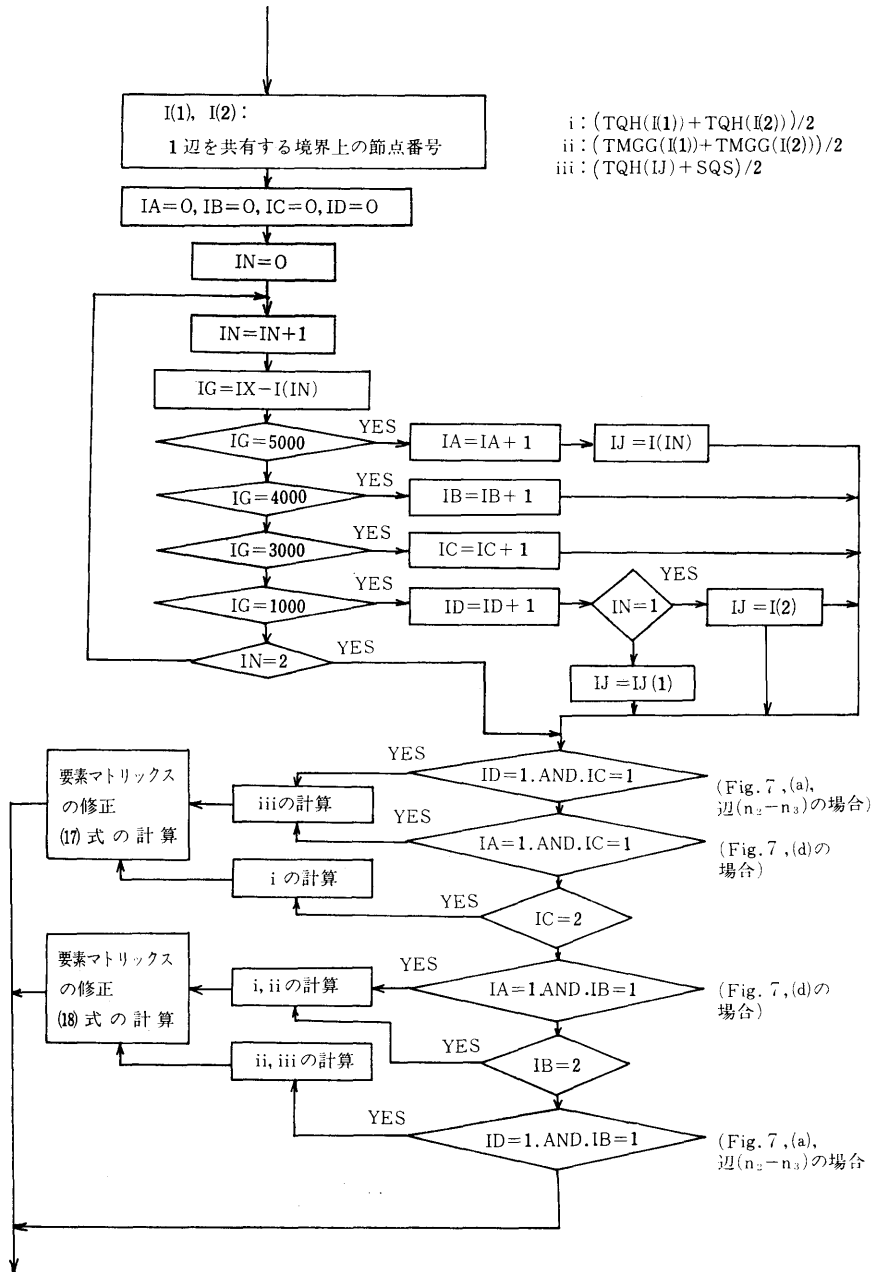 I(1), I(2):
1辺を共有する境界上の節点番号
i : (TQH(I(1))+TQH(I(2)))/2
ii : (TMGG(I(1))+TMGG(I(2)))/2
iii : (TQH(IJ)+SQS)/2
IA=0, IB=0, IC=0, ID=0
IN=0
IN=IN+1
IG=IX-I(IN)
IG=5000
YES
IA=IA+1
IJ=I(IN)
IG=4000
YES
IB=IB+1
IG=3000
YES
IC=IC+1
IG=1000
YES
ID=ID+1
IN=1
YES
IJ=I(2)
IN=2
YES
IJ=IJ(1)
ID=1.AND.IC=1
YES
(Fig. 7, (a),
辺(n₂-n₃)の場合)
要素マトリックス
の修正
(17)式の計算
iiiの計算
IA=1.AND.IC=1
YES
(Fig. 7, (d)の
場合)
iの計算
IC=2
YES
要素マトリックス
の修正
(18)式の計算
i, iiの計算
IA=1.AND.IB=1
YES
(Fig. 7, (d)の
場合)
IB=2
YES
ii, iiiの計算
ID=1.AND.IB=1
YES
(Fig. 7, (a),
辺(n₂-n₃)の場合